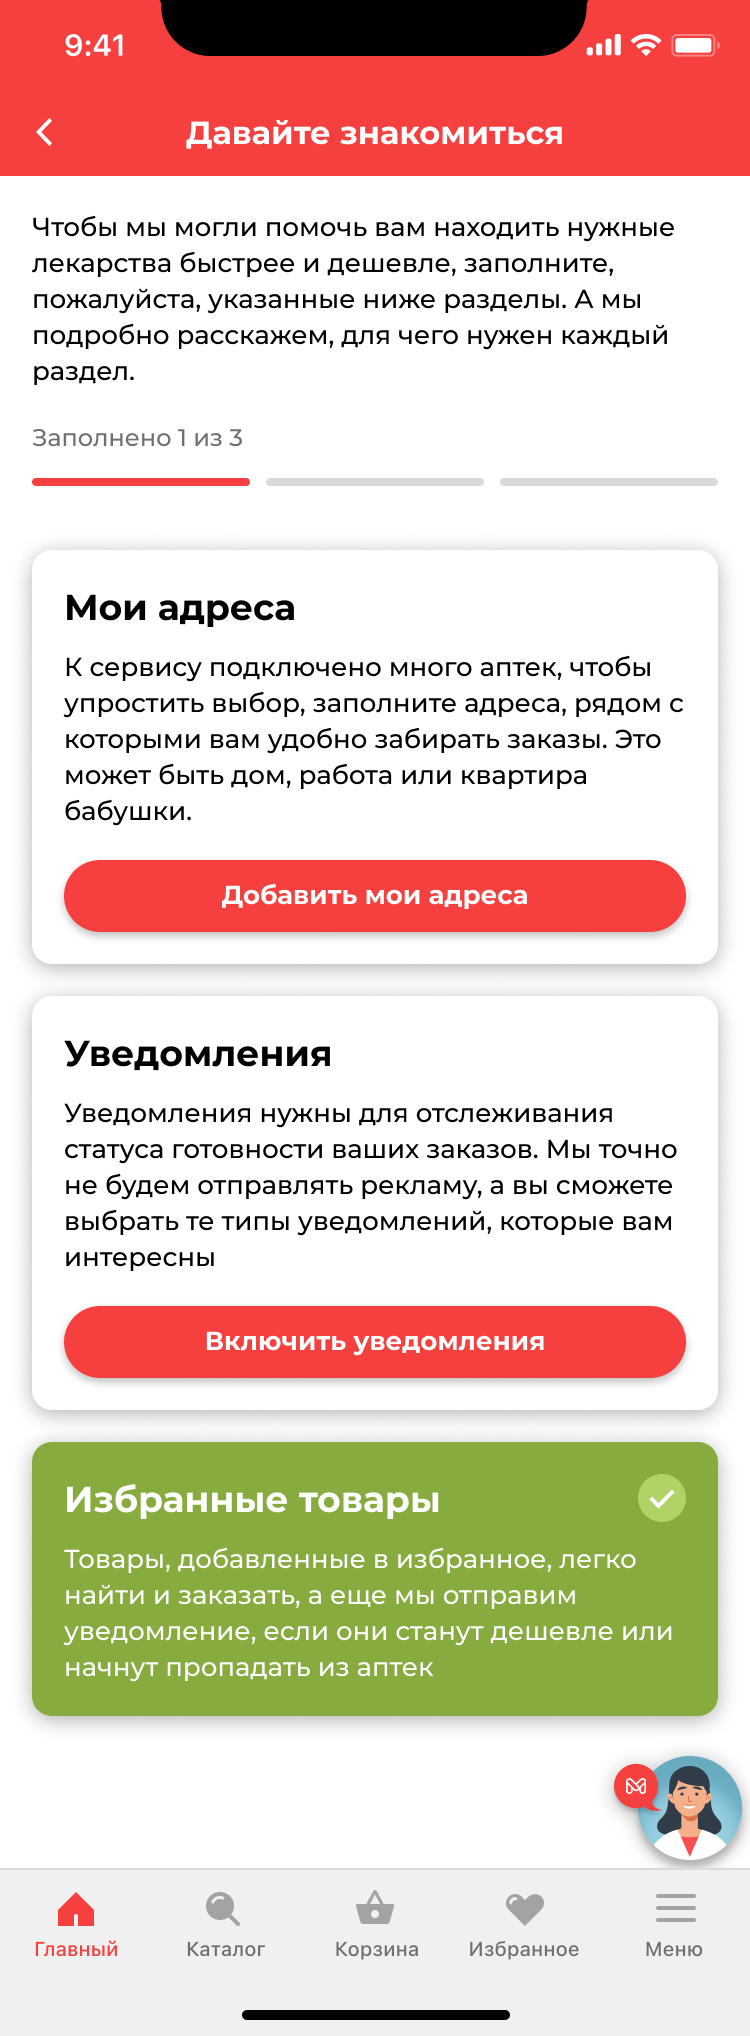 9:41
Давайте знакомиться
Чтобы мы могли помочь вам находить нужные
лекарства быстрее и дешевле, заполните,
пожалуйста, указанные ниже разделы. А мы
подробно расскажем, для чего нужен каждый
раздел.
Заполнено 1 из 3
Мои адреса
К сервису подключено много аптек, чтобы
упростить выбор, заполните адреса, рядом с
которыми вам удобно забирать заказы. Это
может быть дом, работа или квартира
бабушки.
Добавить мои адреса
Уведомления
Уведомления нужны для отслеживания
статуса готовности ваших заказов. Мы точно
не будем отправлять рекламу, а вы сможете
выбрать те типы уведомлений, которые вам
интересны
Включить уведомления
Избранные товары
Товары, добавленные в избранное, легко
найти и заказать, а еще мы отправим
уведомление, если они станут дешевле или
начнут пропадать из аптек
Главный Каталог Корзина Избранное Меню